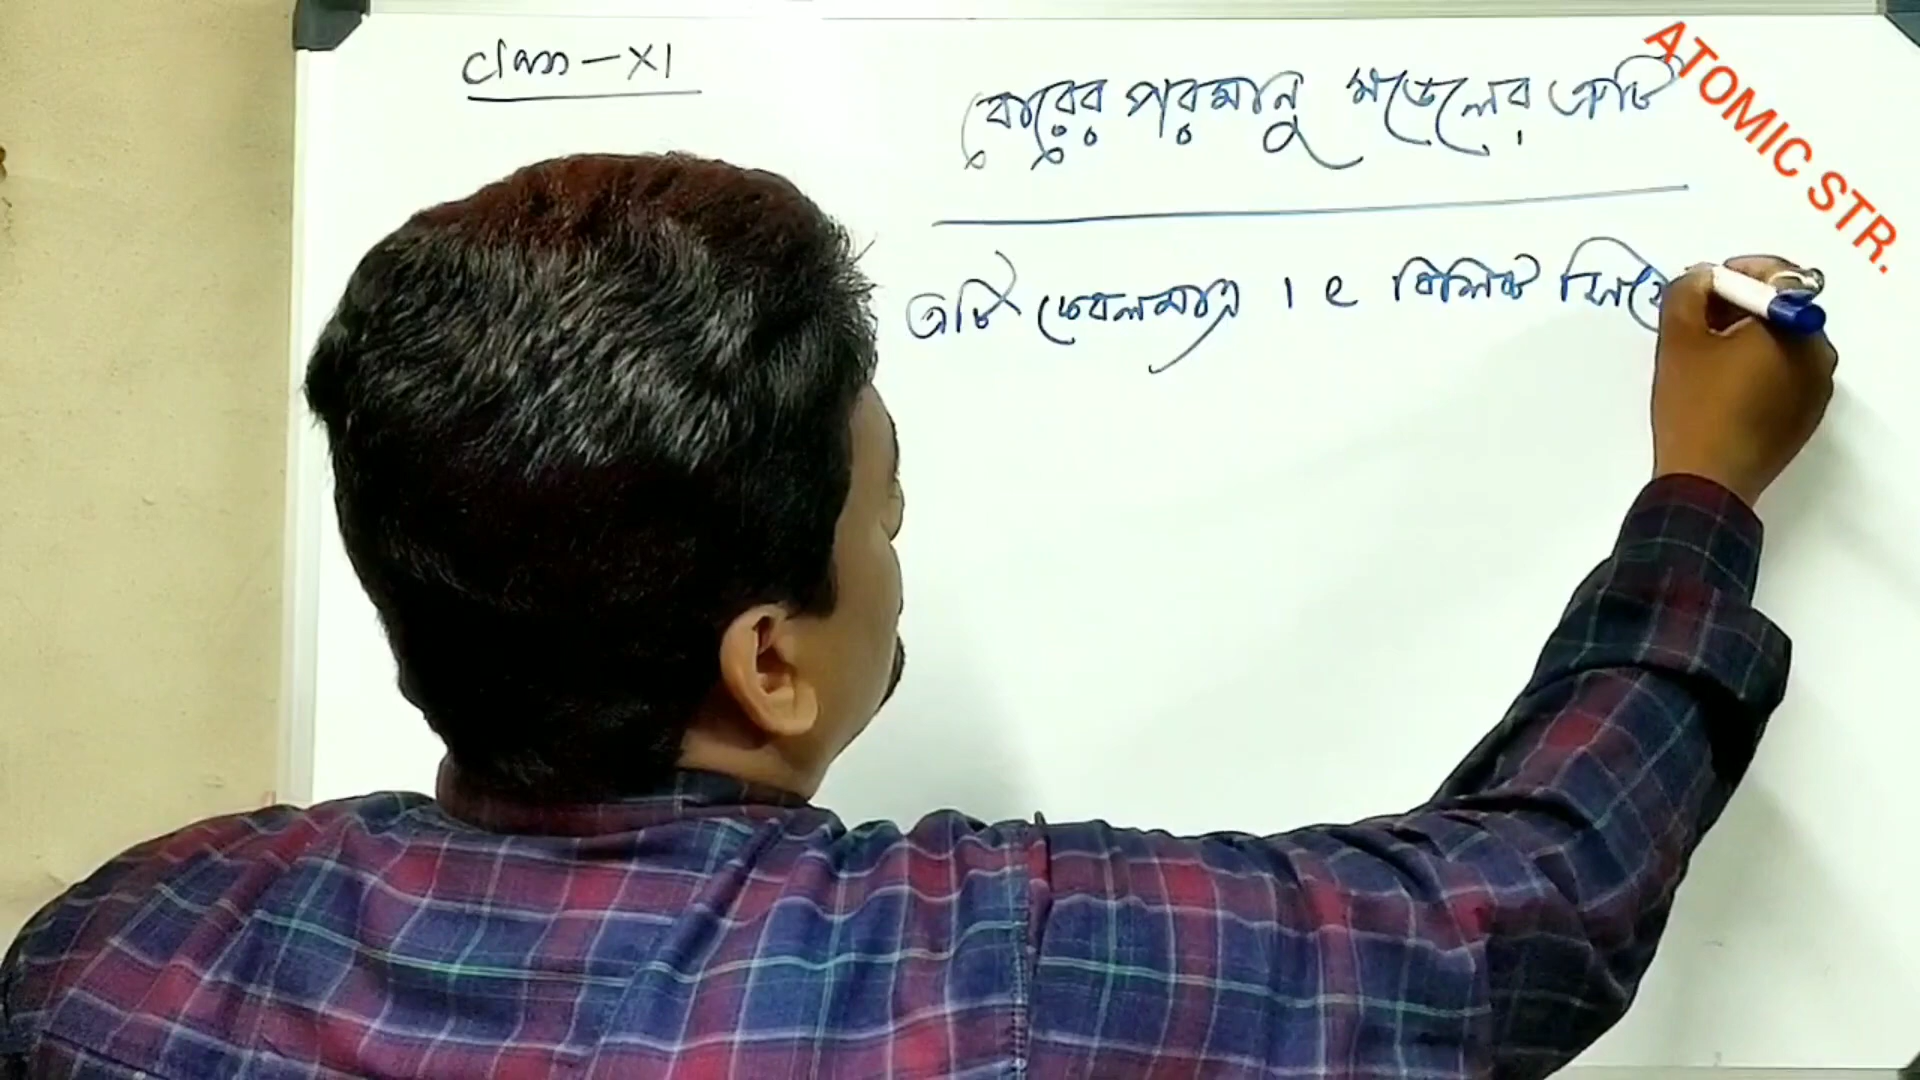 Class-XI
বোরের পরমানু মডেলের ত্রুটি
ATOMIC STR.
কেবলমাত্র 1 e বিশিষ্ট